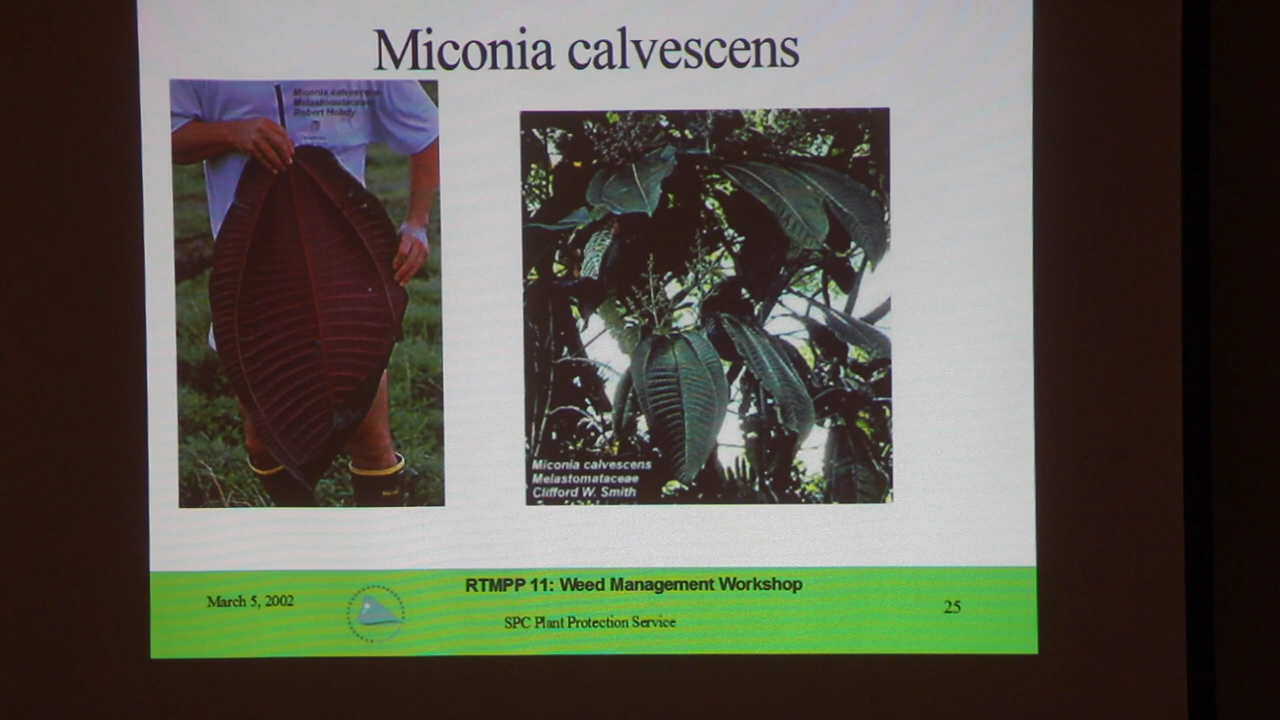 Miconia calvescens
Miconia calvescens
Melastomataceae
Robert Hobdy
Miconia calvescens
Melastomataceae
Clifford W. Smith
March 5, 2002
RTMPP 11: Weed Management Workshop
SPC Plant Protection Service
25